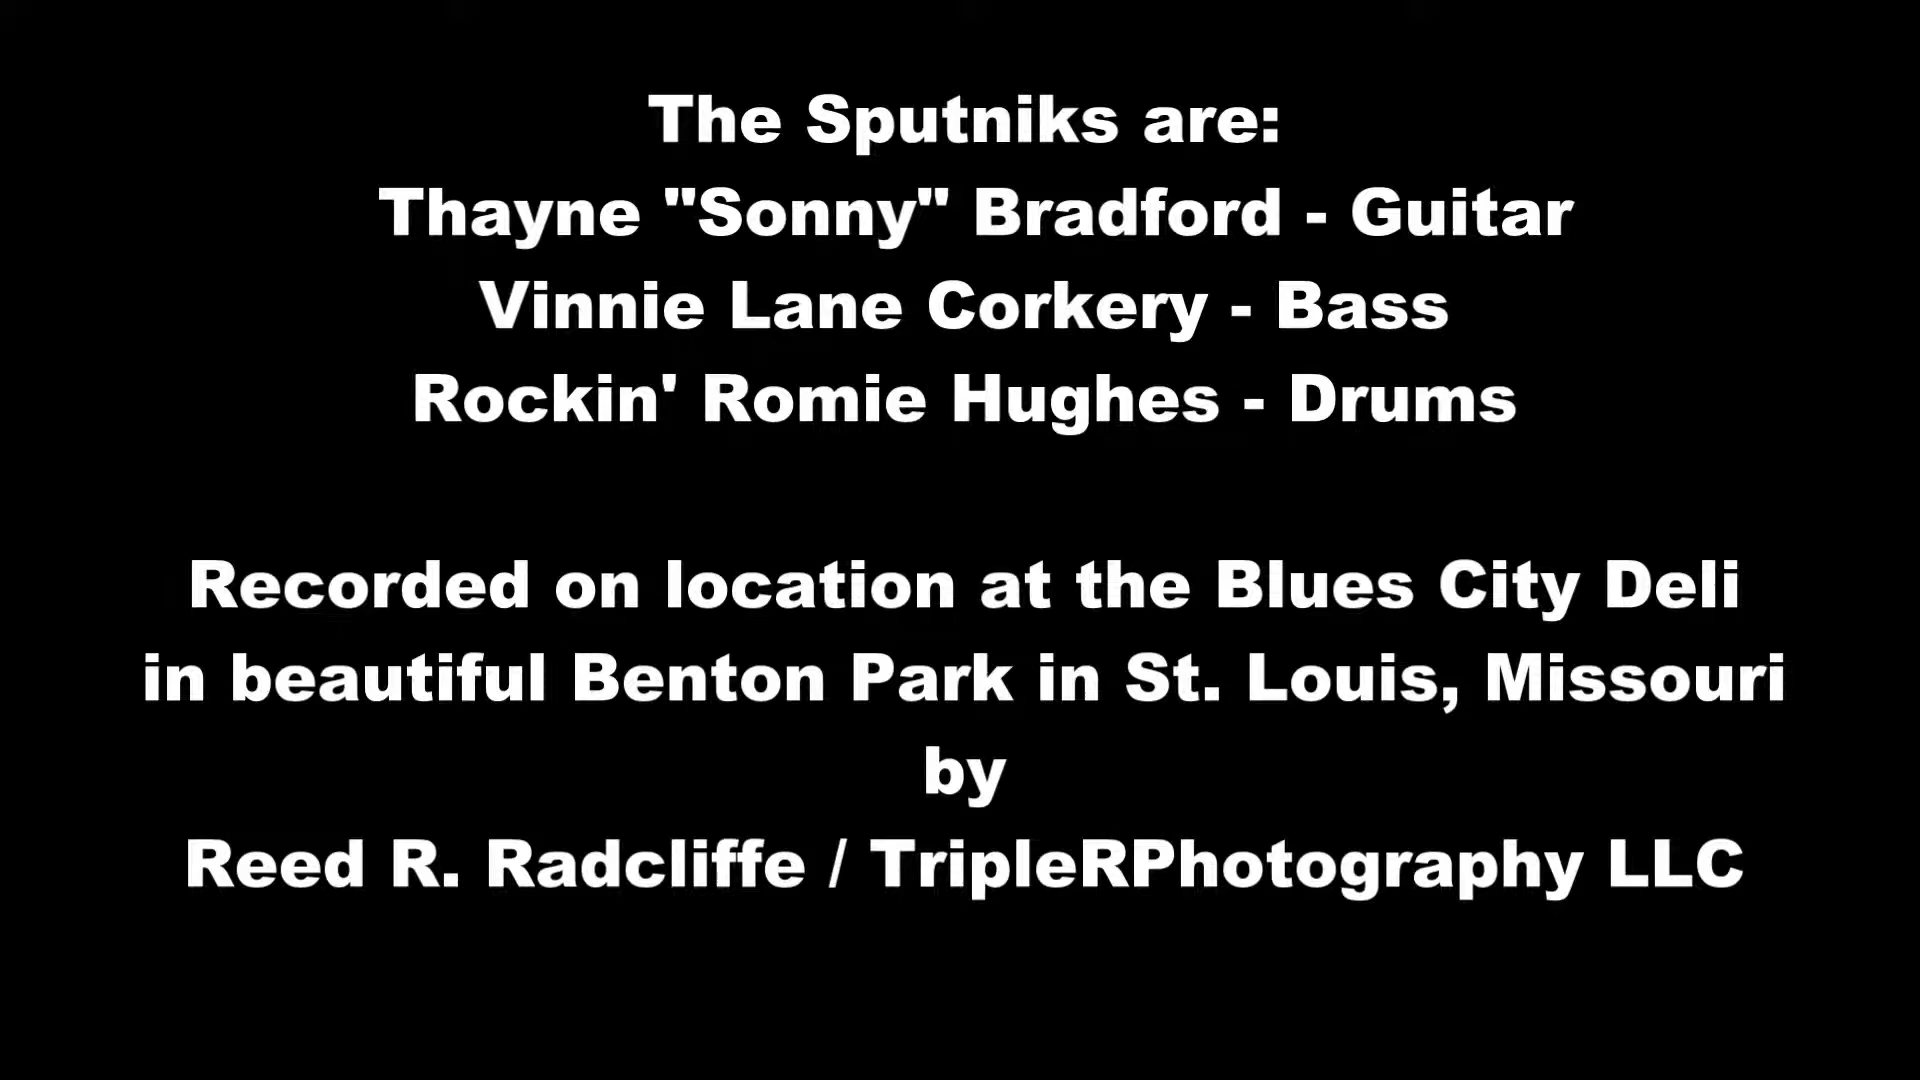 The Sputniks are:
Thayne "Sonny" Bradford - Guitar
Vinnie Lane Corkery - Bass
Rockin' Romie Hughes - Drums
Recorded on location at the Blues City Deli
in beautiful Benton Park in St. Louis, Missouri
by
Reed R. Radcliffe / TripleRPhotography LLC